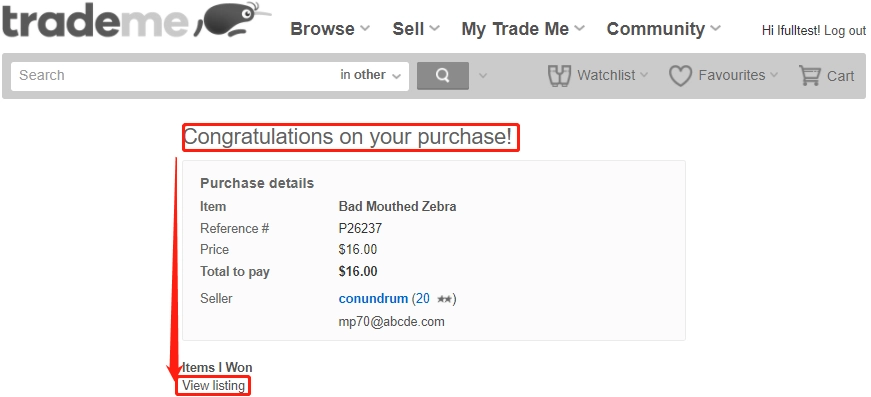 trademe
Browse Sell My Trade Me Community Hi lfulltest! Log out
Search in other Watchlist Favourites Cart
Congratulations on your purchase!
Purchase details
Item Bad Mouthed Zebra
Reference # P26237
Price $16.00
Total to pay $16.00
Seller conundrum (20 ★★)
mp70@abcde.com
Items I Won
View listing